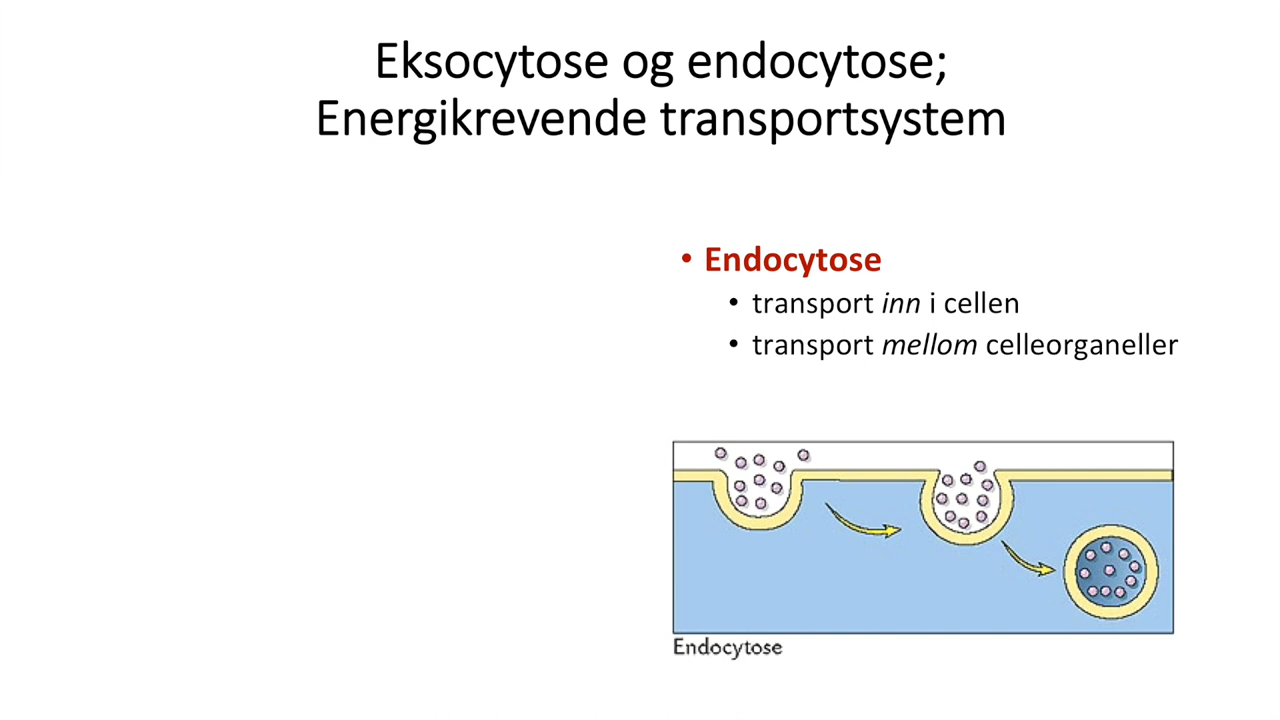 Eksocytose og endocytose;
Energikrevende transportsystem
• Endocytose
• transport inn i cellen
• transport mellom celleorganeller
Endocytose